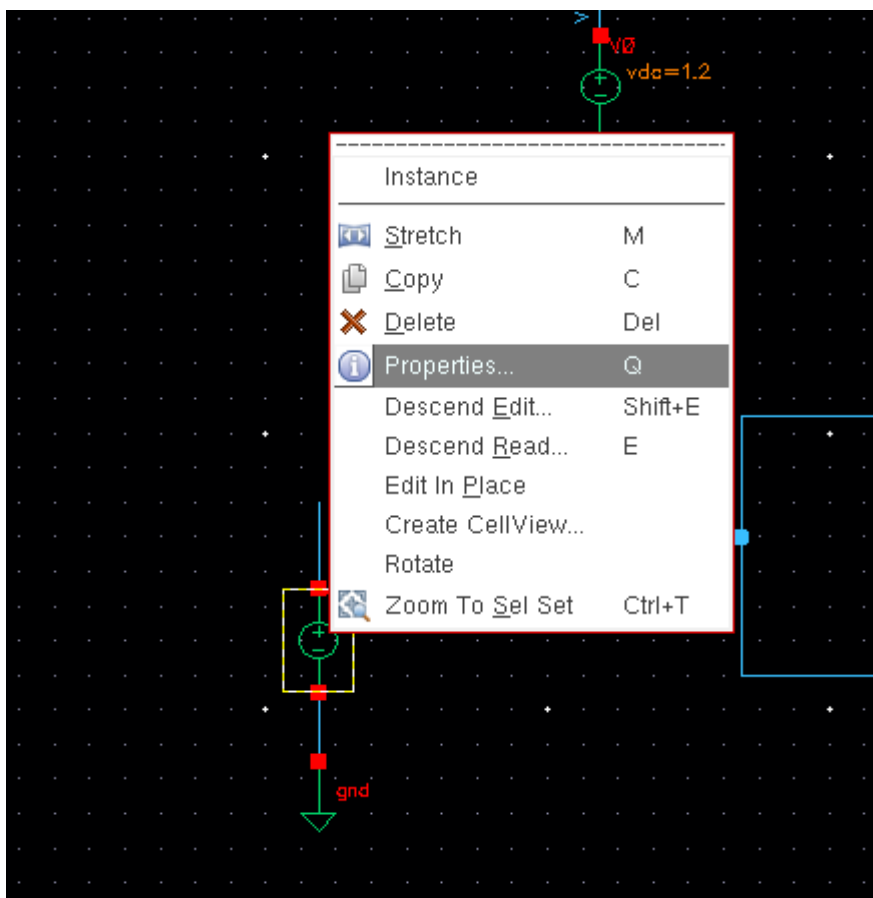 VØ
vdc=1.2
Instance
Stretch M
Copy C
Delete Del
Properties... Q
Descend Edit... Shift+E
Descend Read... E
Edit In Place
Create CellView...
Rotate
Zoom To Sel Set Ctrl+T
gnd